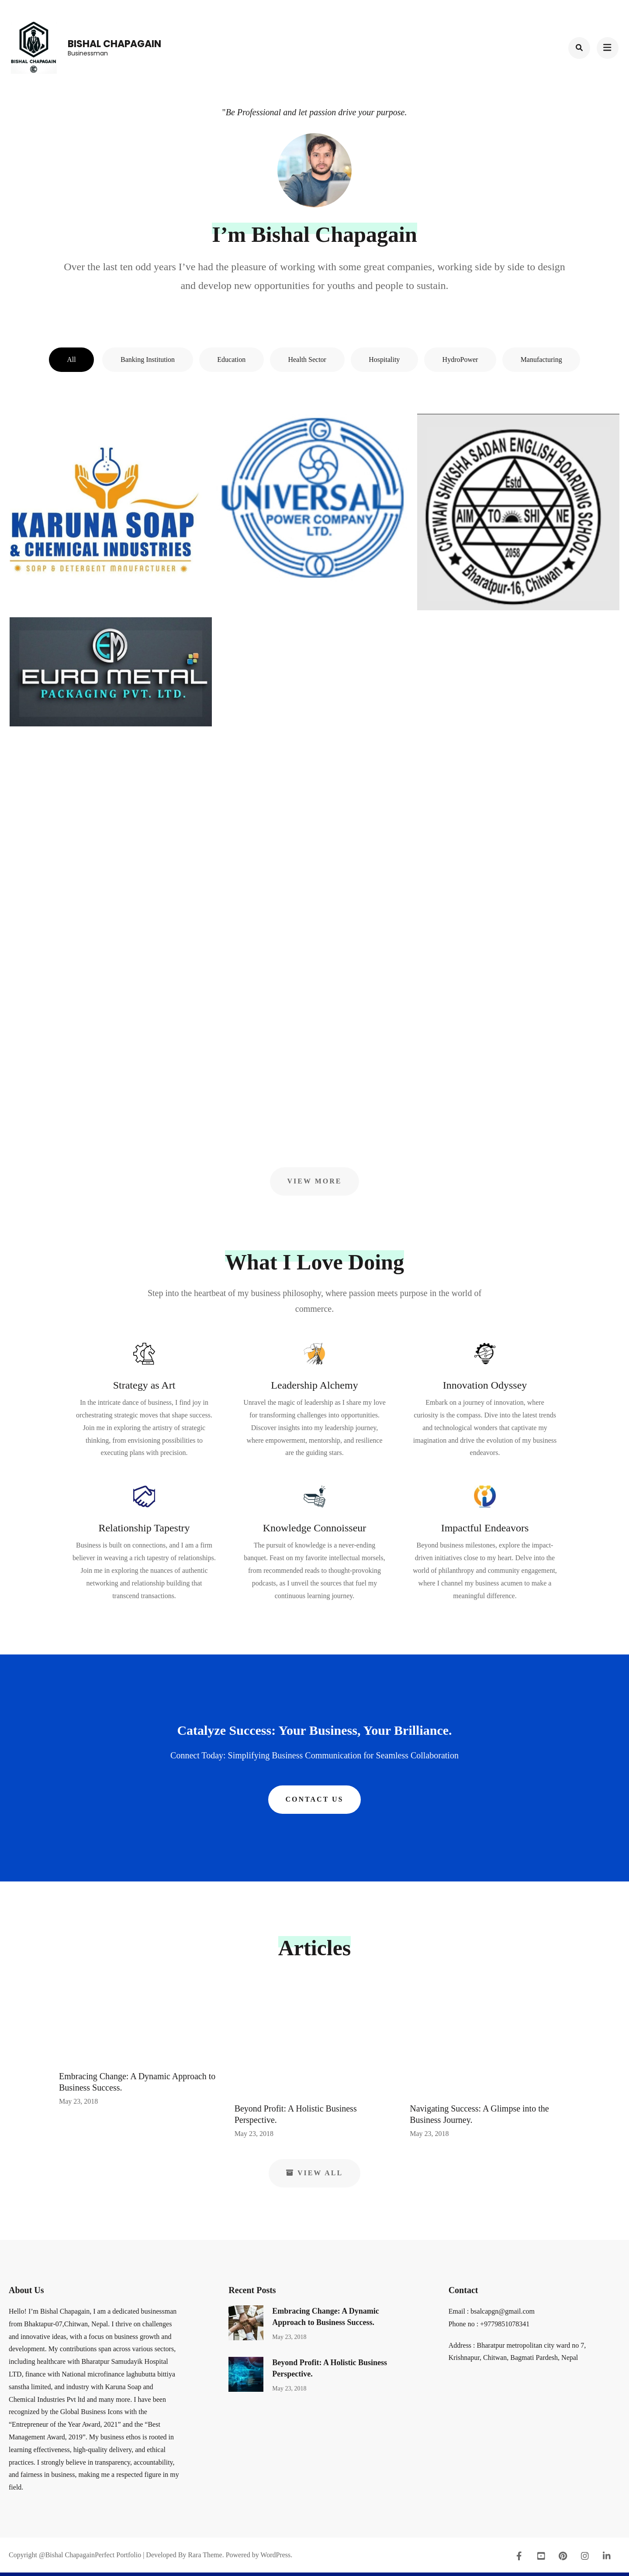 BISHAL CHAPAGAIN
BISHAL CHAPAGAIN
Businessman
"Be Professional and let passion drive your purpose.
I’m Bishal Chapagain
Over the last ten odd years I’ve had the pleasure of working with some great companies, working side by side to design
and develop new opportunities for youths and people to sustain.
All
Banking Institution
Education
Health Sector
Hospitality
HydroPower
Manufacturing
KARUNA SOAP
& CHEMICAL INDUSTRIES
SOAP & DETERGENT MANUFACTURER
UNIVERSAL
POWER COMPANY
LTD.
CHITWAN SHIKSHA SADAN ENGLISH BOARDING SCHOOL
Estd
AIM TO SHINE
2058
Bharatpur-16, Chitwan
EURO METAL
PACKAGING PVT. LTD.
VIEW MORE
What I Love Doing
Step into the heartbeat of my business philosophy, where passion meets purpose in the world of
commerce.
Strategy as Art
In the intricate dance of business, I find joy in
orchestrating strategic moves that shape success.
Join me in exploring the artistry of strategic
thinking, from envisioning possibilities to
executing plans with precision.
Leadership Alchemy
Unravel the magic of leadership as I share my love
for transforming challenges into opportunities.
Discover insights into my leadership journey,
where empowerment, mentorship, and resilience
are the guiding stars.
Innovation Odyssey
Embark on a journey of innovation, where
curiosity is the compass. Dive into the latest trends
and technological wonders that captivate my
imagination and drive the evolution of my business
endeavors.
Relationship Tapestry
Business is built on connections, and I am a firm
believer in weaving a rich tapestry of relationships.
Join me in exploring the nuances of authentic
networking and relationship building that
transcend transactions.
Knowledge Connoisseur
The pursuit of knowledge is a never-ending
banquet. Feast on my favorite intellectual morsels,
from recommended reads to thought-provoking
podcasts, as I unveil the sources that fuel my
continuous learning journey.
Impactful Endeavors
Beyond business milestones, explore the impact-
driven initiatives close to my heart. Delve into the
world of philanthropy and community engagement,
where I channel my business acumen to make a
meaningful difference.
Catalyze Success: Your Business, Your Brilliance.
Connect Today: Simplifying Business Communication for Seamless Collaboration
CONTACT US
Articles
Embracing Change: A Dynamic Approach to
Business Success.
May 23, 2018
Beyond Profit: A Holistic Business
Perspective.
May 23, 2018
Navigating Success: A Glimpse into the
Business Journey.
May 23, 2018
VIEW ALL
About Us
Hello! I’m Bishal Chapagain, I am a dedicated businessman
from Bhaktapur-07,Chitwan, Nepal. I thrive on challenges
and innovative ideas, with a focus on business growth and
development. My contributions span across various sectors,
including healthcare with Bharatpur Samudayik Hospital
LTD, finance with National microfinance laghubutta bittiya
sanstha limited, and industry with Karuna Soap and
Chemical Industries Pvt ltd and many more. I have been
recognized by the Global Business Icons with the
“Entrepreneur of the Year Award, 2021” and the “Best
Management Award, 2019”. My business ethos is rooted in
learning effectiveness, high-quality delivery, and ethical
practices. I strongly believe in transparency, accountability,
and fairness in business, making me a respected figure in my
field.
Recent Posts
Embracing Change: A Dynamic
Approach to Business Success.
May 23, 2018
Beyond Profit: A Holistic Business
Perspective.
May 23, 2018
Contact
Email : bsalcapgn@gmail.com
Phone no : +9779851078341
Address : Bharatpur metropolitan city ward no 7,
Krishnapur, Chitwan, Bagmati Pardesh, Nepal
Copyright @Bishal ChapagainPerfect Portfolio | Developed By Rara Theme. Powered by WordPress.